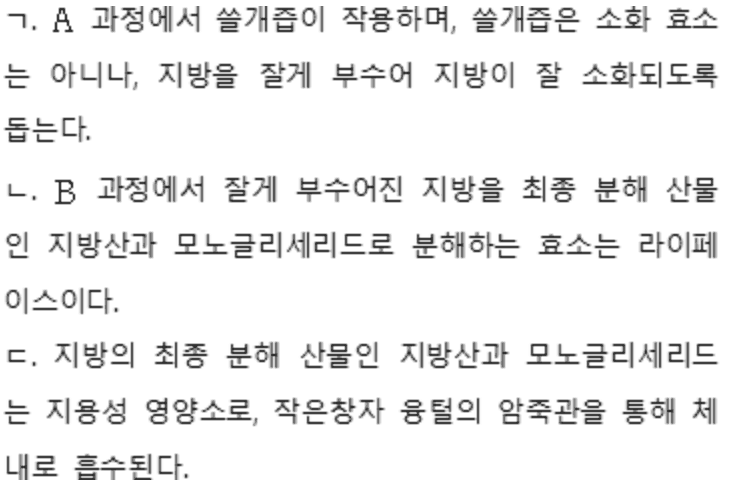 ㄱ. A 과정에서 쓸개즙이 작용하며, 쓸개즙은 소화 효소
는 아니나, 지방을 잘게 부수어 지방이 잘 소화되도록
돕는다.
ㄴ. B 과정에서 잘게 부수어진 지방을 최종 분해 산물
인 지방산과 모노글리세리드로 분해하는 효소는 라이페
이스이다.
ㄷ. 지방의 최종 분해 산물인 지방산과 모노글리세리드
는 지용성 영양소로, 작은창자 융털의 암죽관을 통해 체
내로 흡수된다.